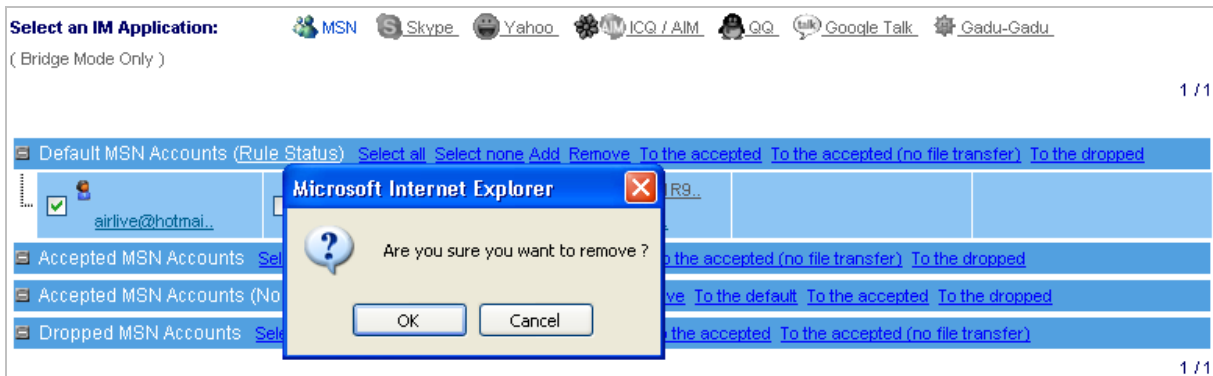 Select an IM Application: MSN Skype Yahoo ICQ / AIM QQ Google Talk Gadu-Gadu
( Bridge Mode Only )
1 / 1
Default MSN Accounts (Rule Status) Select all Select none Add Remove To the accepted To the accepted (no file transfer) To the dropped
Microsoft Internet Explorer
1R9..
airlive@hotmai..
Are you sure you want to remove ?
Accepted MSN Accounts Sel the accepted (no file transfer) To the dropped
Accepted MSN Accounts (No ve To the default To the accepted To the dropped
OK Cancel
Dropped MSN Accounts Sele the accepted To the accepted (no file transfer)
1 / 1